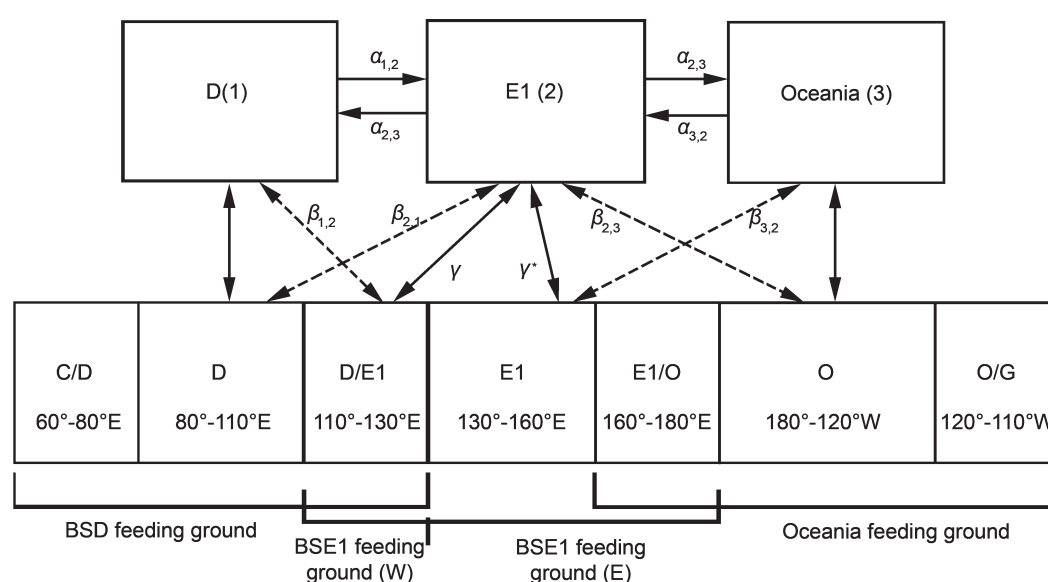 D(1)
α1,2
α2,3
E1 (2)
α2,3
α3,2
Oceania (3)
β1,2
β2,1
γ
γ*
β2,3
β3,2
C/D
60°-80°E
D
80°-110°E
D/E1
110°-130°E
E1
130°-160°E
E1/O
160°-180°E
O
180°-120°W
O/G
120°-110°W
BSD feeding ground
BSE1 feeding
ground (W)
BSE1 feeding
ground (E)
Oceania feeding ground